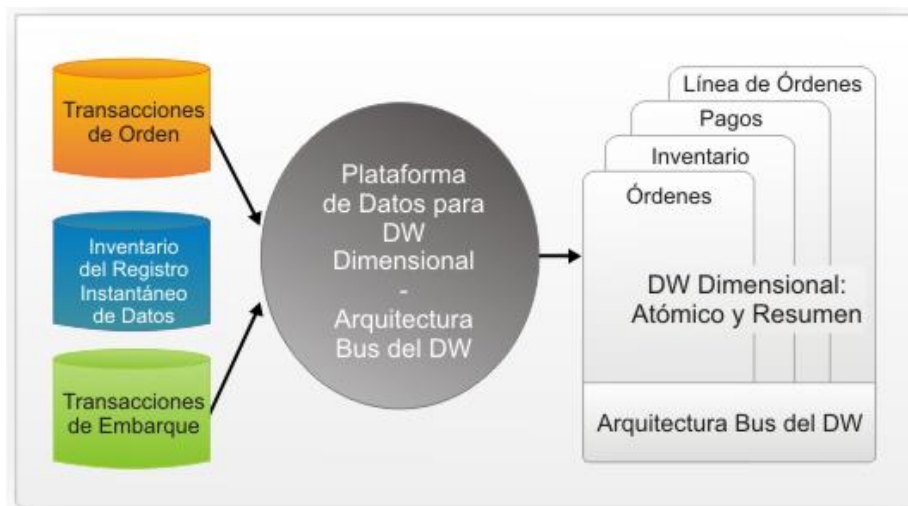 Transacciones
de Orden
Inventario
del Registro
Instantáneo
de Datos
Transacciones
de Embarque
Plataforma
de Datos para
DW
Dimensional
-
Arquitectura
Bus del DW
Línea de Órdenes
Pagos
Inventario
Órdenes
DW Dimensional:
Atómico y Resumen
Arquitectura Bus del DW